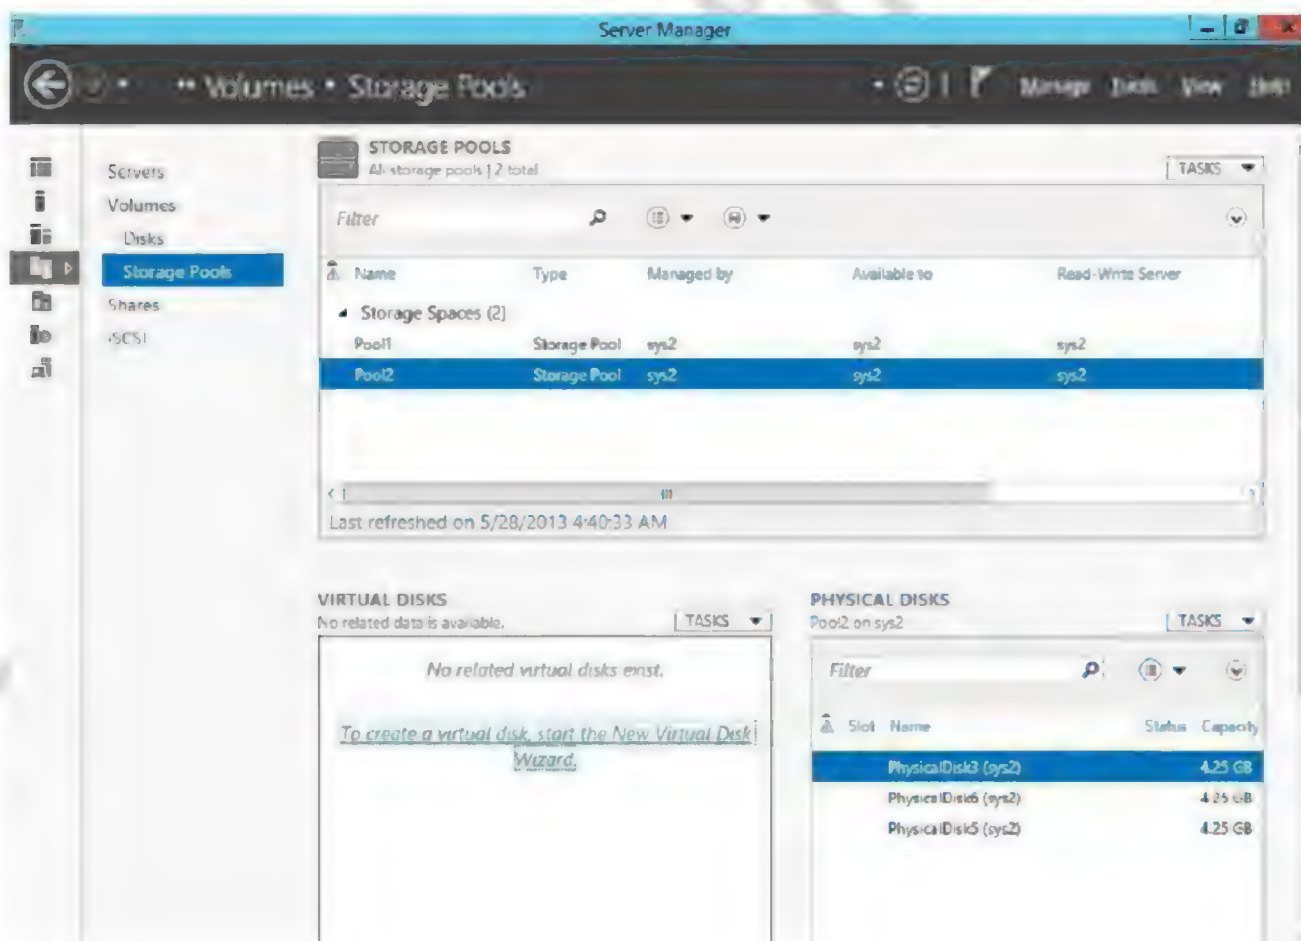 Server Manager
•• Volumes • Storage Pools
Manage Tools View Help
Servers
Volumes
Disks
Storage Pools
Shares
iSCSI
STORAGE POOLS
All storage pools | 2 total
TASKS
Filter
Name Type Managed by Available to Read-Write Server
Storage Spaces (2)
Pool1 Storage Pool sys2 sys2 sys2
Pool2 Storage Pool sys2 sys2 sys2
Last refreshed on 5/28/2013 4:40:33 AM
VIRTUAL DISKS
No related data is available.
TASKS
No related virtual disks exist.
To create a virtual disk, start the New Virtual Disk
Wizard.
PHYSICAL DISKS
Pool2 on sys2
TASKS
Filter
Slot Name Status Capacity
PhysicalDisk3 (sys2) 4.25 GB
PhysicalDisk6 (sys2) 4.25 GB
PhysicalDisk5 (sys2) 4.25 GB